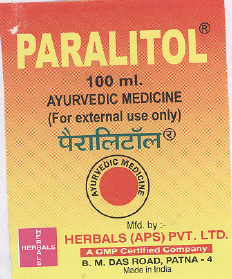 PARALITOL®
100 ml.
AYURVEDIC MEDICINE
(For external use only)
पैरालिटॉल®
AYURVEDIC MEDICINE
Mfd. by :-
HERBALS
HERBALS
HERBALS (APS) PVT. LTD.
A GMP Certified Company
B. M. DAS ROAD, PATNA - 4
Made in India